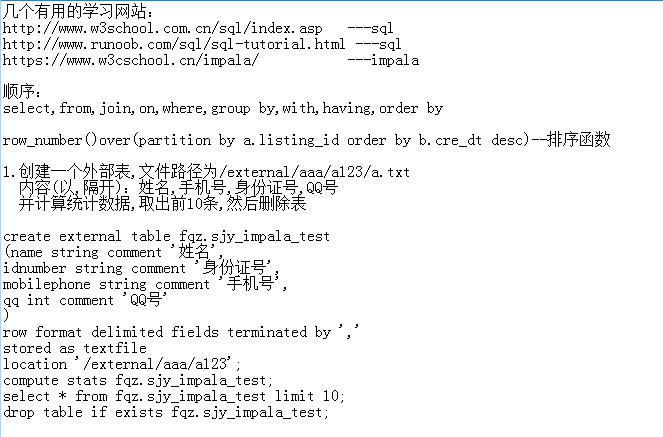 几个有用的学习网站:
http://www.w3school.com.cn/sql/index.asp ---sql
http://www.runoob.com/sql/sql-tutorial.html ---sql
https://www.w3cschool.cn/impala/ ---impala
顺序:
select,from,join,on,where,group by,with,having,order by
row_number()over(partition by a.listing_id order by b.cre_dt desc)--排序函数
1.创建一个外部表,文件路径为/external/aaa/a123/a.txt
内容(以,隔开): 姓名,手机号,身份证号,QQ号
并计算统计数据,取出前10条,然后删除表
create external table fqz.sjy_impala_test
(name string comment '姓名',
idnumber string comment '身份证号',
mobilephone string comment '手机号',
qq int comment 'QQ号'
)
row format delimited fields terminated by ','
stored as textfile
location '/external/aaa/a123';
compute stats fqz.sjy_impala_test;
select * from fqz.sjy_impala_test limit 10;
drop table if exists fqz.sjy_impala_test;